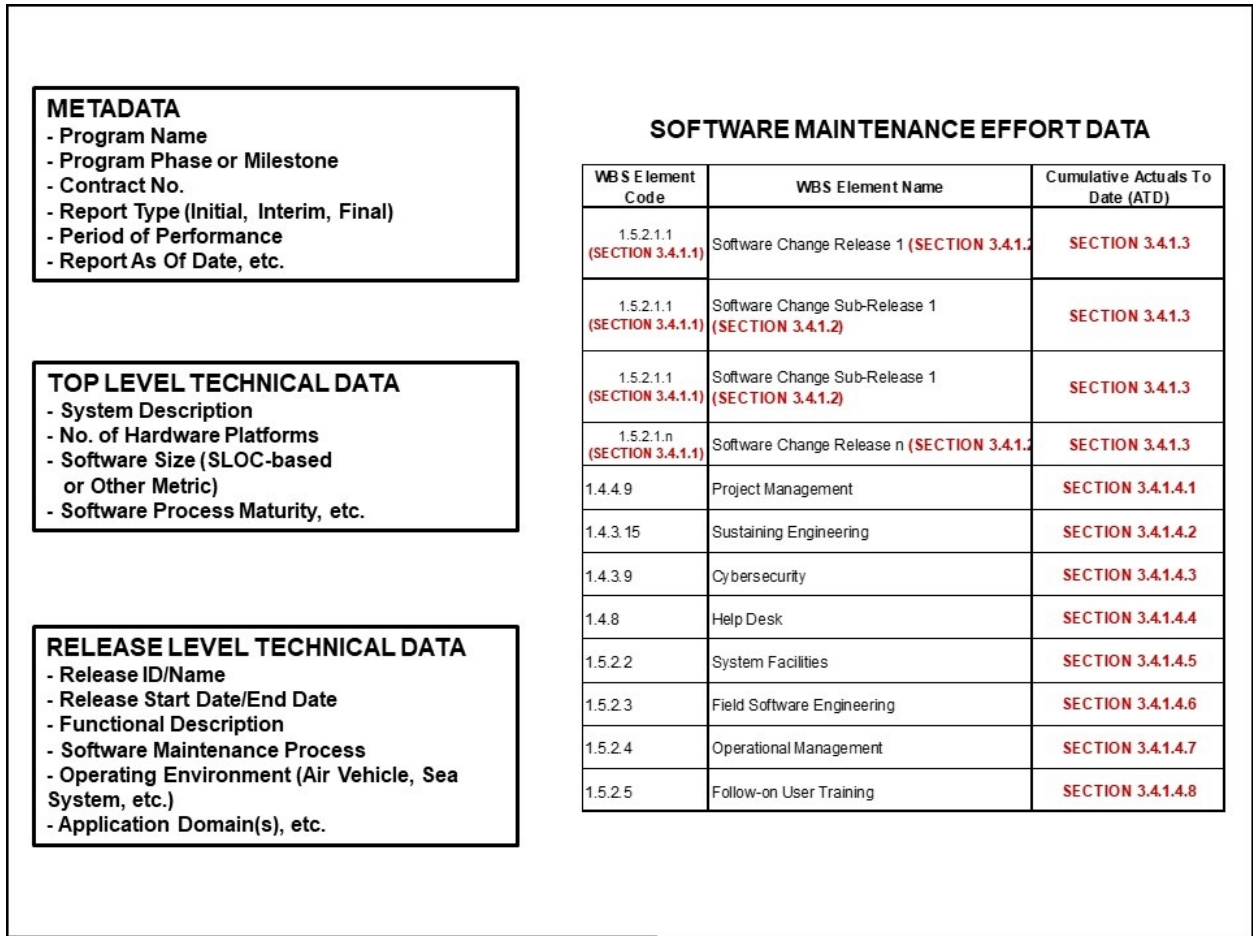 METADATA
- Program Name
- Program Phase or Milestone
- Contract No.
- Report Type (Initial, Interim, Final)
- Period of Performance
- Report As Of Date, etc.
TOP LEVEL TECHNICAL DATA
- System Description
- No. of Hardware Platforms
- Software Size (SLOC-based
or Other Metric)
- Software Process Maturity, etc.
RELEASE LEVEL TECHNICAL DATA
- Release ID/Name
- Release Start Date/End Date
- Functional Description
- Software Maintenance Process
- Operating Environment (Air Vehicle, Sea
System, etc.)
- Application Domain(s), etc.
SOFTWARE MAINTENANCE EFFORT DATA
WBS Element
Code
WBS Element Name
Cumulative Actuals To
Date (ATD)
1.5.2.1.1
(SECTION 3.4.1.1)
Software Change Release 1 (SECTION 3.4.1.2
SECTION 3.4.1.3
1.5.2.1.1
(SECTION 3.4.1.1)
Software Change Sub-Release 1
(SECTION 3.4.1.2)
SECTION 3.4.1.3
1.5.2.1.1
(SECTION 3.4.1.1)
Software Change Sub-Release 1
(SECTION 3.4.1.2)
SECTION 3.4.1.3
1.5.2.1.n
(SECTION 3.4.1.1)
Software Change Release n (SECTION 3.4.1.2
SECTION 3.4.1.3
1.4.4.9
Project Management
SECTION 3.4.1.4.1
1.4.3.15
Sustaining Engineering
SECTION 3.4.1.4.2
1.4.3.9
Cybersecurity
SECTION 3.4.1.4.3
1.4.8
Help Desk
SECTION 3.4.1.4.4
1.5.2.2
System Facilities
SECTION 3.4.1.4.5
1.5.2.3
Field Software Engineering
SECTION 3.4.1.4.6
1.5.2.4
Operational Management
SECTION 3.4.1.4.7
1.5.2.5
Follow-on User Training
SECTION 3.4.1.4.8